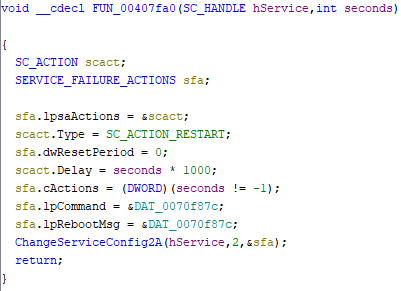 void __cdecl FUN_00407fa0(SC_HANDLE hService,int seconds)
{
SC_ACTION scact;
SERVICE_FAILURE_ACTIONS sfa;
sfa.lpsaActions = &scact;
scact.Type = SC_ACTION_RESTART;
sfa.dwResetPeriod = 0;
scact.Delay = seconds * 1000;
sfa.cActions = (DWORD)(seconds != -1);
sfa.lpCommand = &DAT_0070f87c;
sfa.lpRebootMsg = &DAT_0070f87c;
ChangeServiceConfig2A(hService,2,&sfa);
return;
}